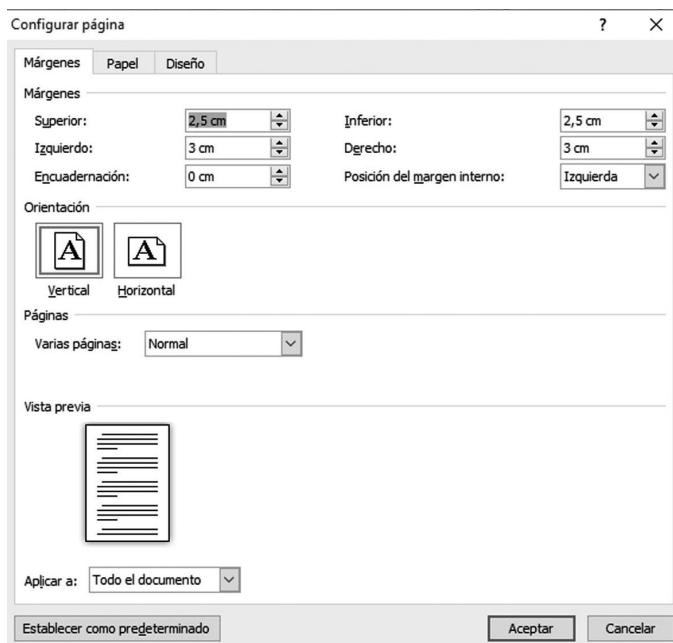 Configurar página ? X
Márgenes Papel Diseño
Márgenes
Superior: 2,5 cm Inferior: 2,5 cm
Izquierdo: 3 cm Derecho: 3 cm
Encuadernación: 0 cm Posición del margen interno: Izquierda
Orientación
A A
Vertical Horizontal
Páginas
Varias páginas: Normal
Vista previa
Aplicar a: Todo el documento
Establecer como predeterminado Aceptar Cancelar